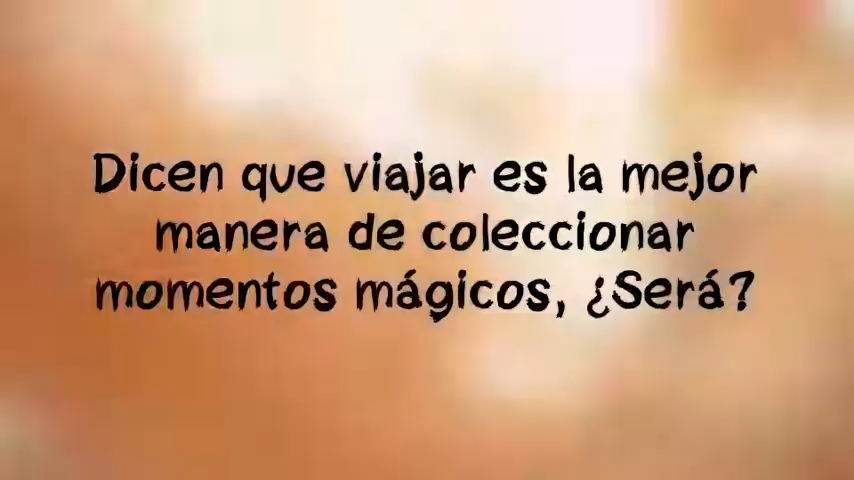 Dicen que viajar es la mejor
manera de coleccionar
momentos mágicos, ¿Será?